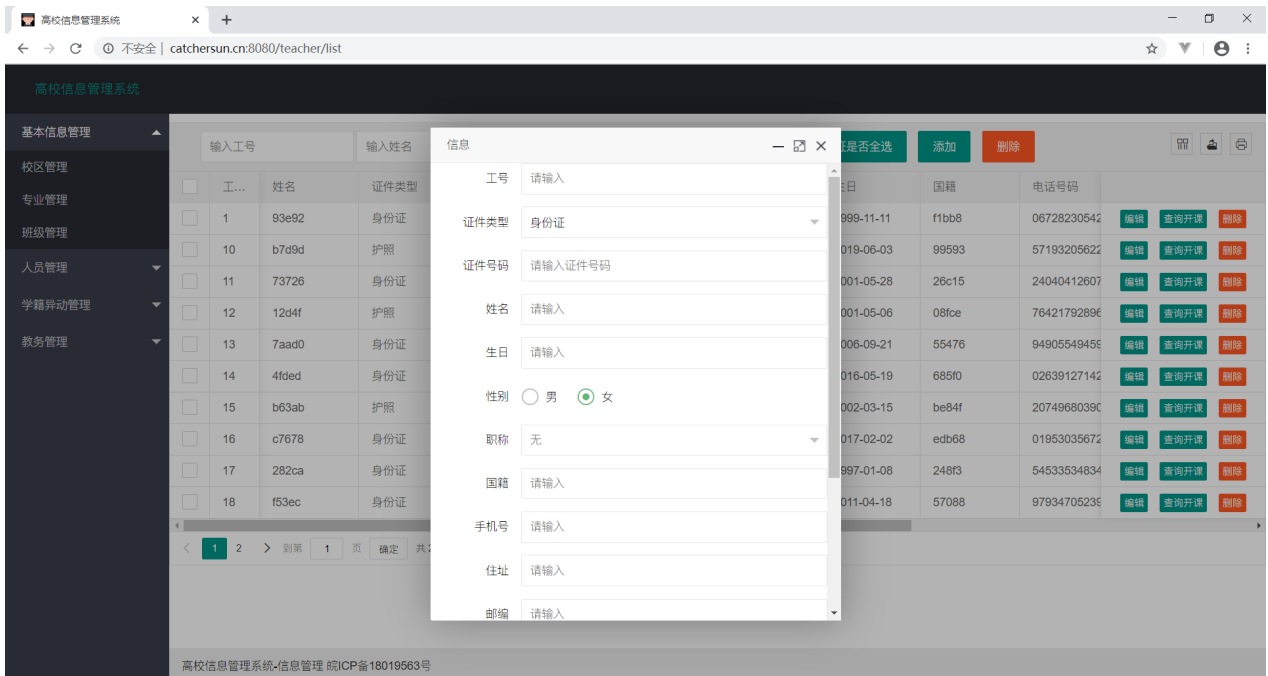 高校信息管理系统
不安全 | catchersun.cn:8080/teacher/list
高校信息管理系统
基本信息管理
校区管理
专业管理
班级管理
人员管理
学籍异动管理
教务管理
输入工号 输入姓名 是否全选 添加 删除
工... 姓名 证件类型 日 国籍 电话号码
1 93e92 身份证 999-11-11 f1bb8 06728230542 编辑 查询开课 删除
10 b7d9d 护照 019-06-03 99593 57193205622 编辑 查询开课 删除
11 73726 身份证 001-05-28 26c15 24040412607 编辑 查询开课 删除
12 12d4f 护照 001-05-06 08fce 76421792896 编辑 查询开课 删除
13 7aad0 身份证 006-09-21 55476 94905549459 编辑 查询开课 删除
14 4fded 身份证 016-05-19 685f0 02639127142 编辑 查询开课 删除
15 b63ab 护照 002-03-15 be84f 20749680390 编辑 查询开课 删除
16 c7678 身份证 017-02-02 edb68 01953035672 编辑 查询开课 删除
17 282ca 身份证 997-01-08 248f3 54533534834 编辑 查询开课 删除
18 f53ec 身份证 011-04-18 57088 97934705239 编辑 查询开课 删除
1 2 到第 1 页 确定 共
信息
工号 请输入
证件类型 身份证
证件号码 请输入证件号码
姓名 请输入
生日 请输入
性别 男 女
职称 无
国籍 请输入
手机号 请输入
住址 请输入
邮编 请输入
高校信息管理系统-信息管理 皖ICP备18019563号